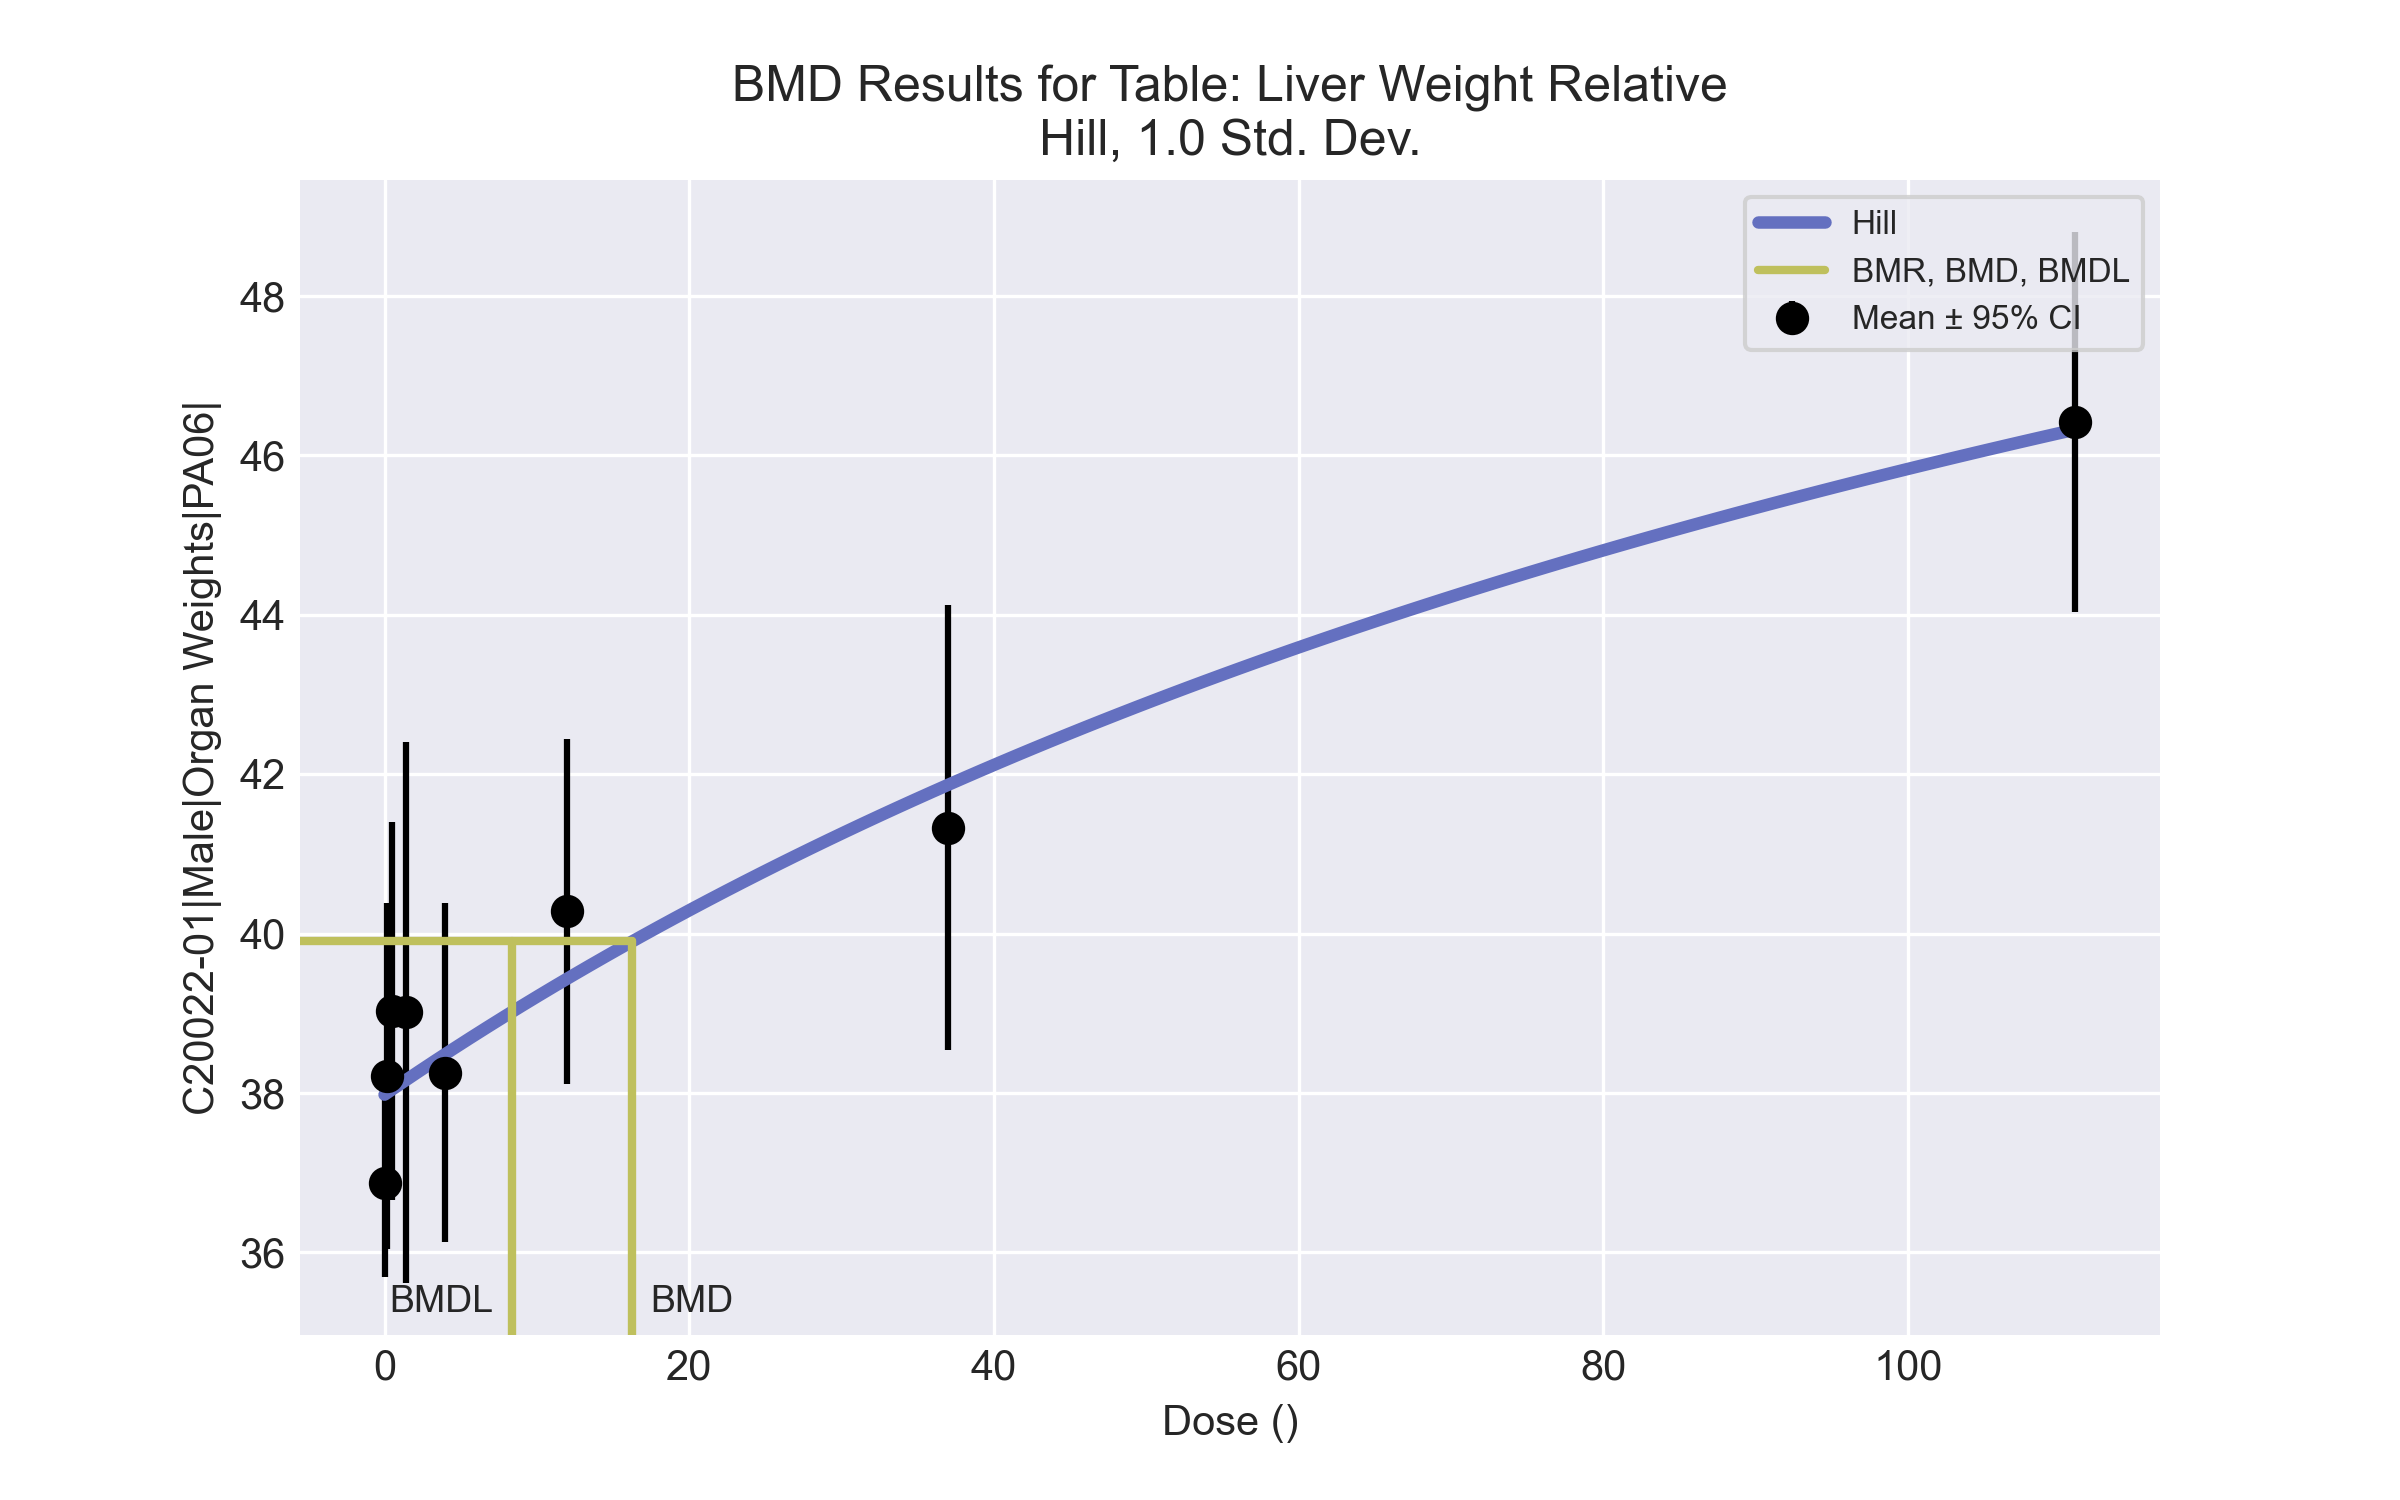 BMD Results for Table: Liver Weight Relative
Hill, 1.0 Std. Dev.
Hill
BMR, BMD, BMDL
Mean ± 95% CI
C20022-01|Male|Organ Weights|PA06|
48
46
44
42
40
38
36
BMDL
BMD
0
20
40
60
80
100
Dose ()